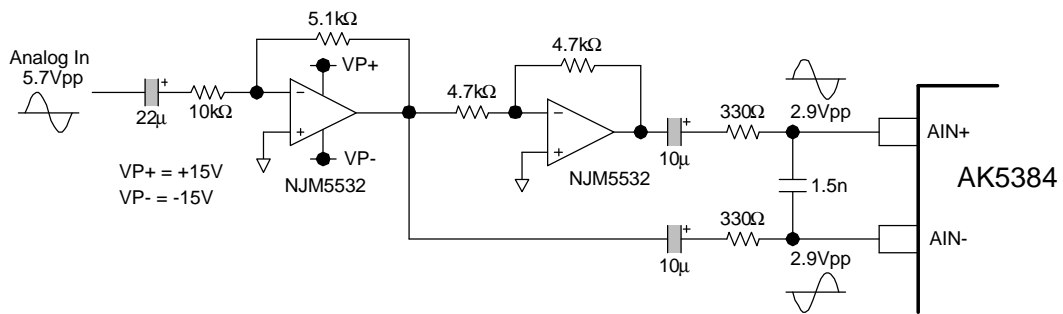 5.1kΩ
Analog In
5.7Vpp
VP+
4.7kΩ
4.7kΩ
330Ω
2.9Vpp
22μ
10kΩ
AIN+
VP-
10μ
VP+ = +15V
VP- = -15V
NJM5532
NJM5532
AK5384
1.5n
330Ω
AIN-
10μ
2.9Vpp
+
+
+
−
+
−
+